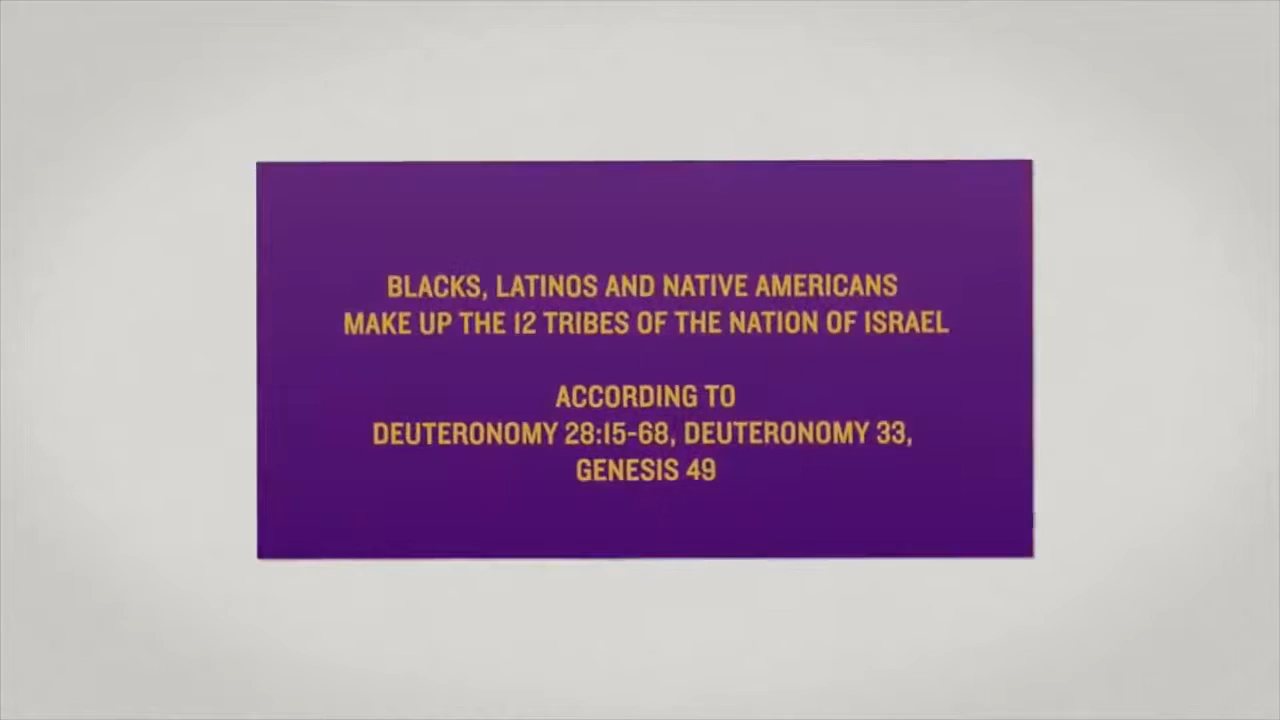 BLACKS, LATINOS AND NATIVE AMERICANS
MAKE UP THE 12 TRIBES OF THE NATION OF ISRAEL
ACCORDING TO
DEUTERONOMY 28:15-68, DEUTERONOMY 33,
GENESIS 49